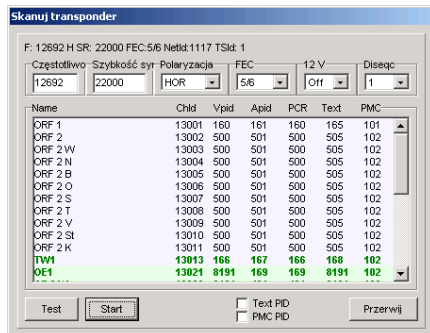 Skanuj transponder
F: 12692 H SR: 22000 FEC:5/6 NetId:1117 TSId: 1
Częstotliwo Szybkość syr Polaryzacja FEC 12 V Diseqc
12692 22000 HOR 5/6 Off 1
Name ChId Vpid Apid PCR Text PMC
ORF 1 13001 160 161 160 165 101
ORF 2 13002 500 501 500 505 102
ORF 2 W 13003 500 501 500 505 102
ORF 2 N 13004 500 501 500 505 102
ORF 2 B 13005 500 501 500 505 102
ORF 2 O 13006 500 501 500 505 102
ORF 2 S 13007 500 501 500 505 102
ORF 2 T 13008 500 501 500 505 102
ORF 2 V 13009 500 501 500 505 102
ORF 2 St 13010 500 501 500 505 102
ORF 2 K 13011 500 501 500 505 102
TW1 13013 166 167 166 168 102
OE1 13021 8191 169 169 8191 102
Test Start Text PID Przerwij
PMC PID